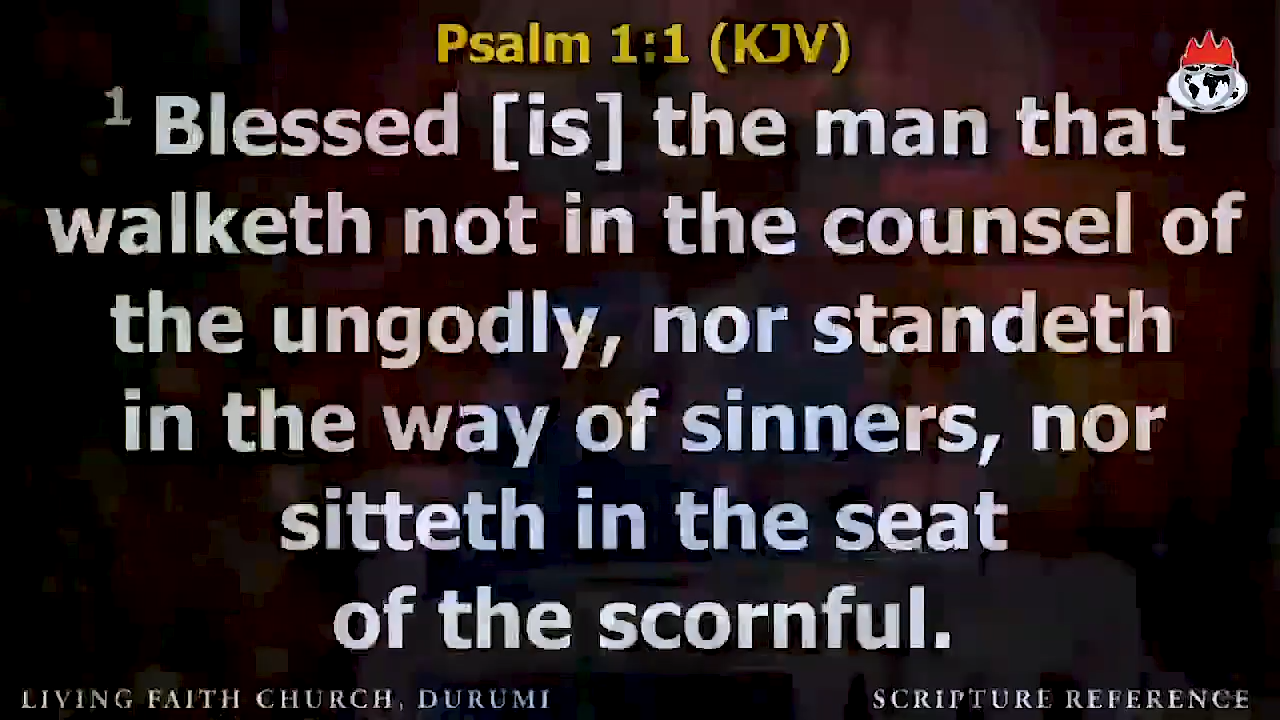 Psalm 1:1 (KJV)
1 Blessed [is] the man that
walketh not in the counsel of
the ungodly, nor standeth
in the way of sinners, nor
sitteth in the seat
of the scornful.
LIVING FAITH CHURCH, DURUMI
SCRIPTURE REFERENCE